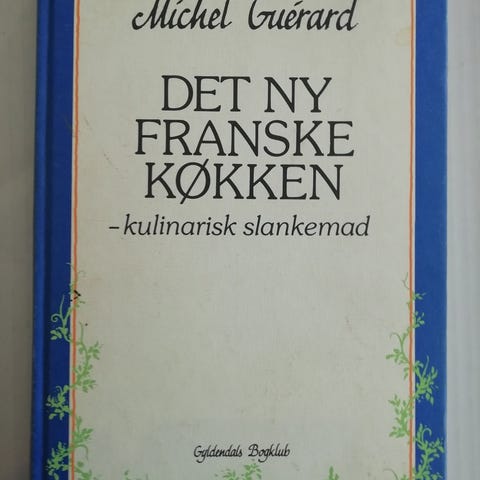 Michel Guérard
DET NY
FRANSKE
KØKKEN
-kulinarisk slankemad
Gyldendals Bogklub